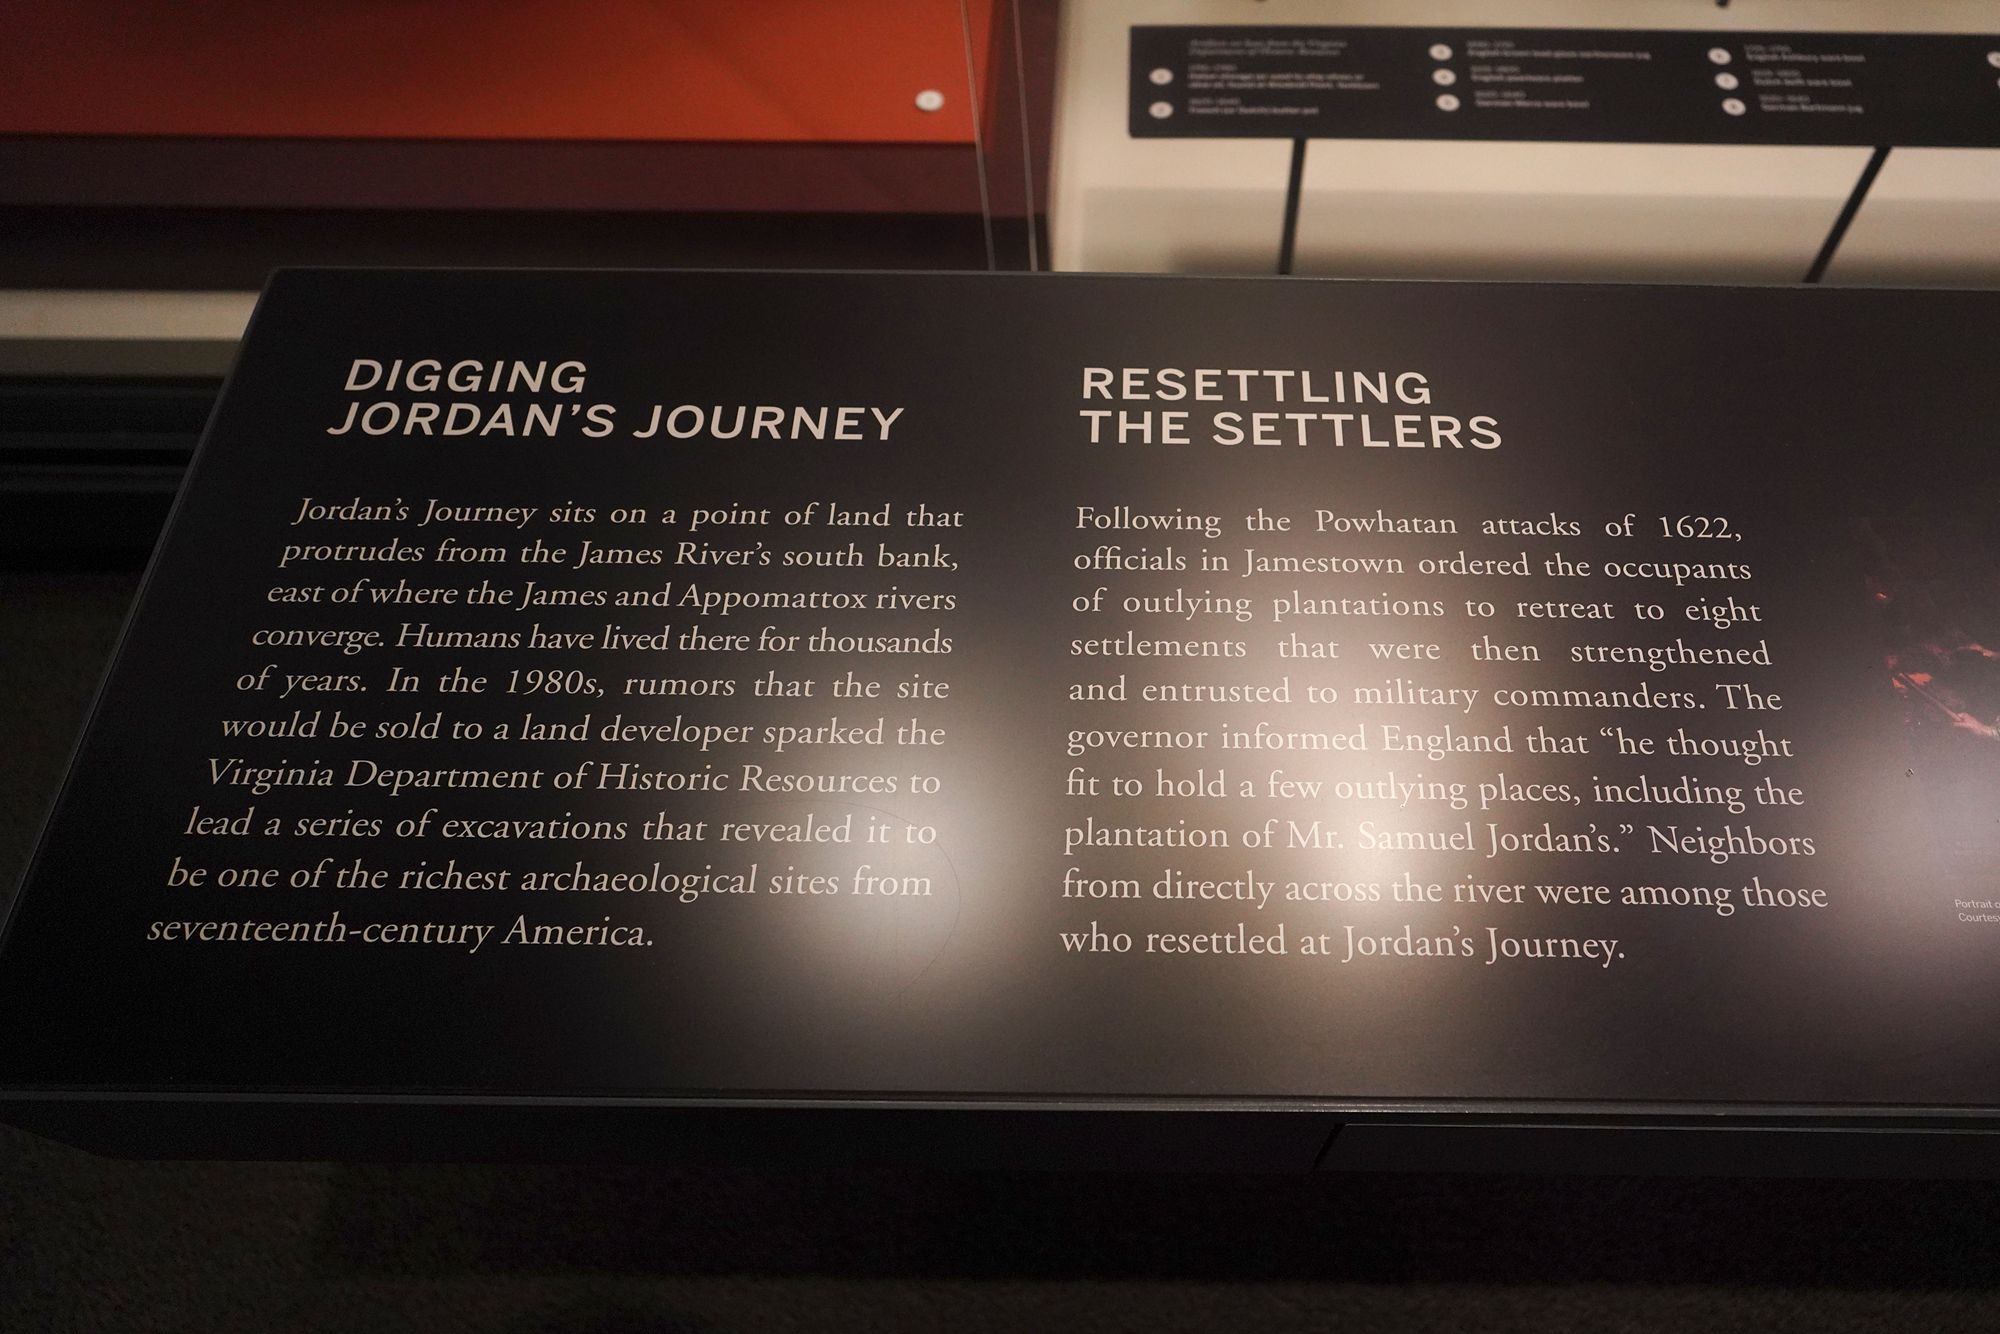 DIGGING
JORDAN'S JOURNEY
Jordan's Journey sits on a point of land that
protrudes from the James River's south bank,
east of where the James and Appomattox rivers
converge. Humans have lived there for thousands
of years. In the 1980s, rumors that the site
would be sold to a land developer sparked the
Virginia Department of Historic Resources to
lead a series of excavations that revealed it to
be one of the richest archaeological sites from
seventeenth-century America.
RESETTLING
THE SETTLERS
Following the Powhatan attacks of 1622,
officials in Jamestown ordered the occupants
of outlying plantations to retreat to eight
settlements that were then strengthened
and entrusted to military commanders. The
governor informed England that “he thought
fit to hold a few outlying places, including the
plantation of Mr. Samuel Jordan's.” Neighbors
from directly across the river were among those
who resettled at Jordan's Journey.
Portrait